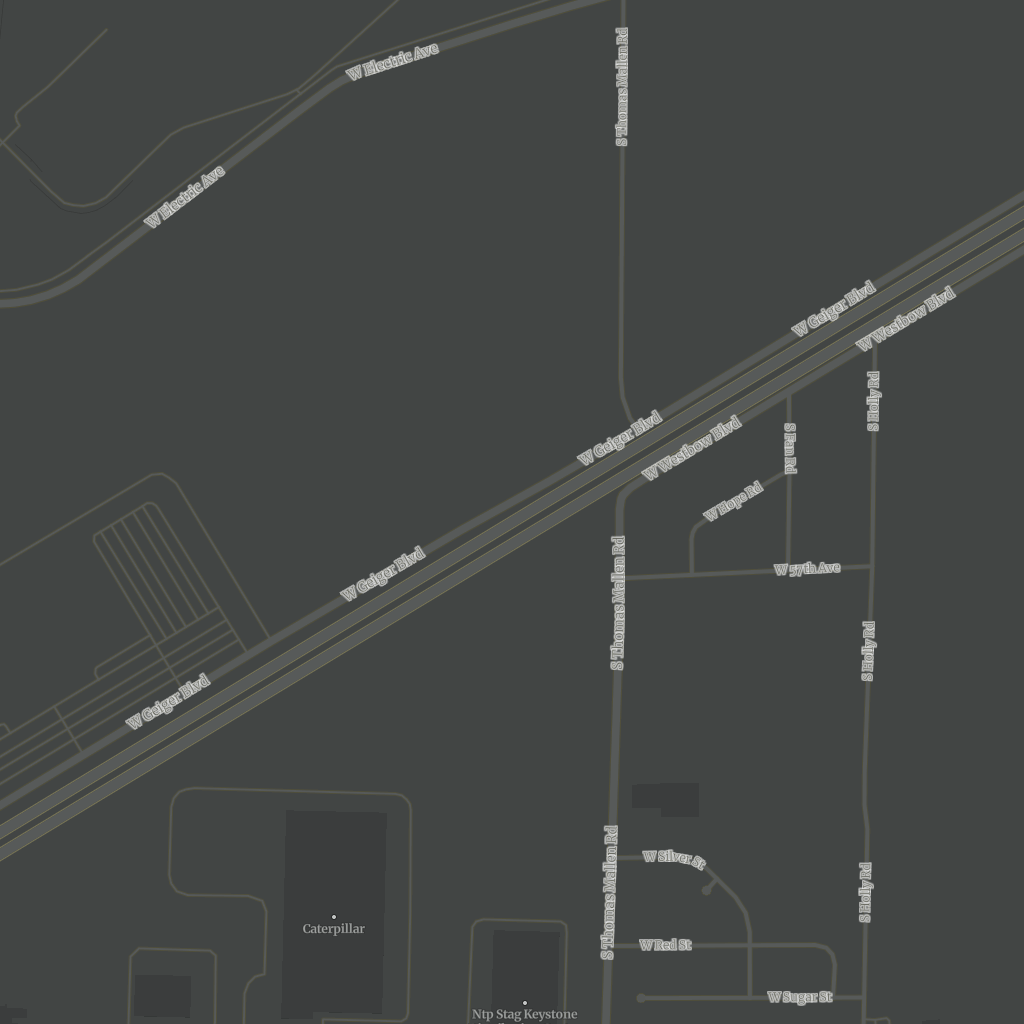 W Electric Ave
S Thomas Mallen Rd
W Electric Ave
W Geiger Blvd
W Westbow Blvd
S Holly Rd
W Geiger Blvd
W Westbow Blvd
S Fau Rd
W Hope Rd
W Geiger Blvd
S Thomas Mallen Rd
W 57th Ave
S Holly Rd
W Geiger Blvd
S Thomas Mallen Rd
W Silver St
S Holly Rd
Caterpillar
W Red St
W Sugar St
Ntp Stag Keystone